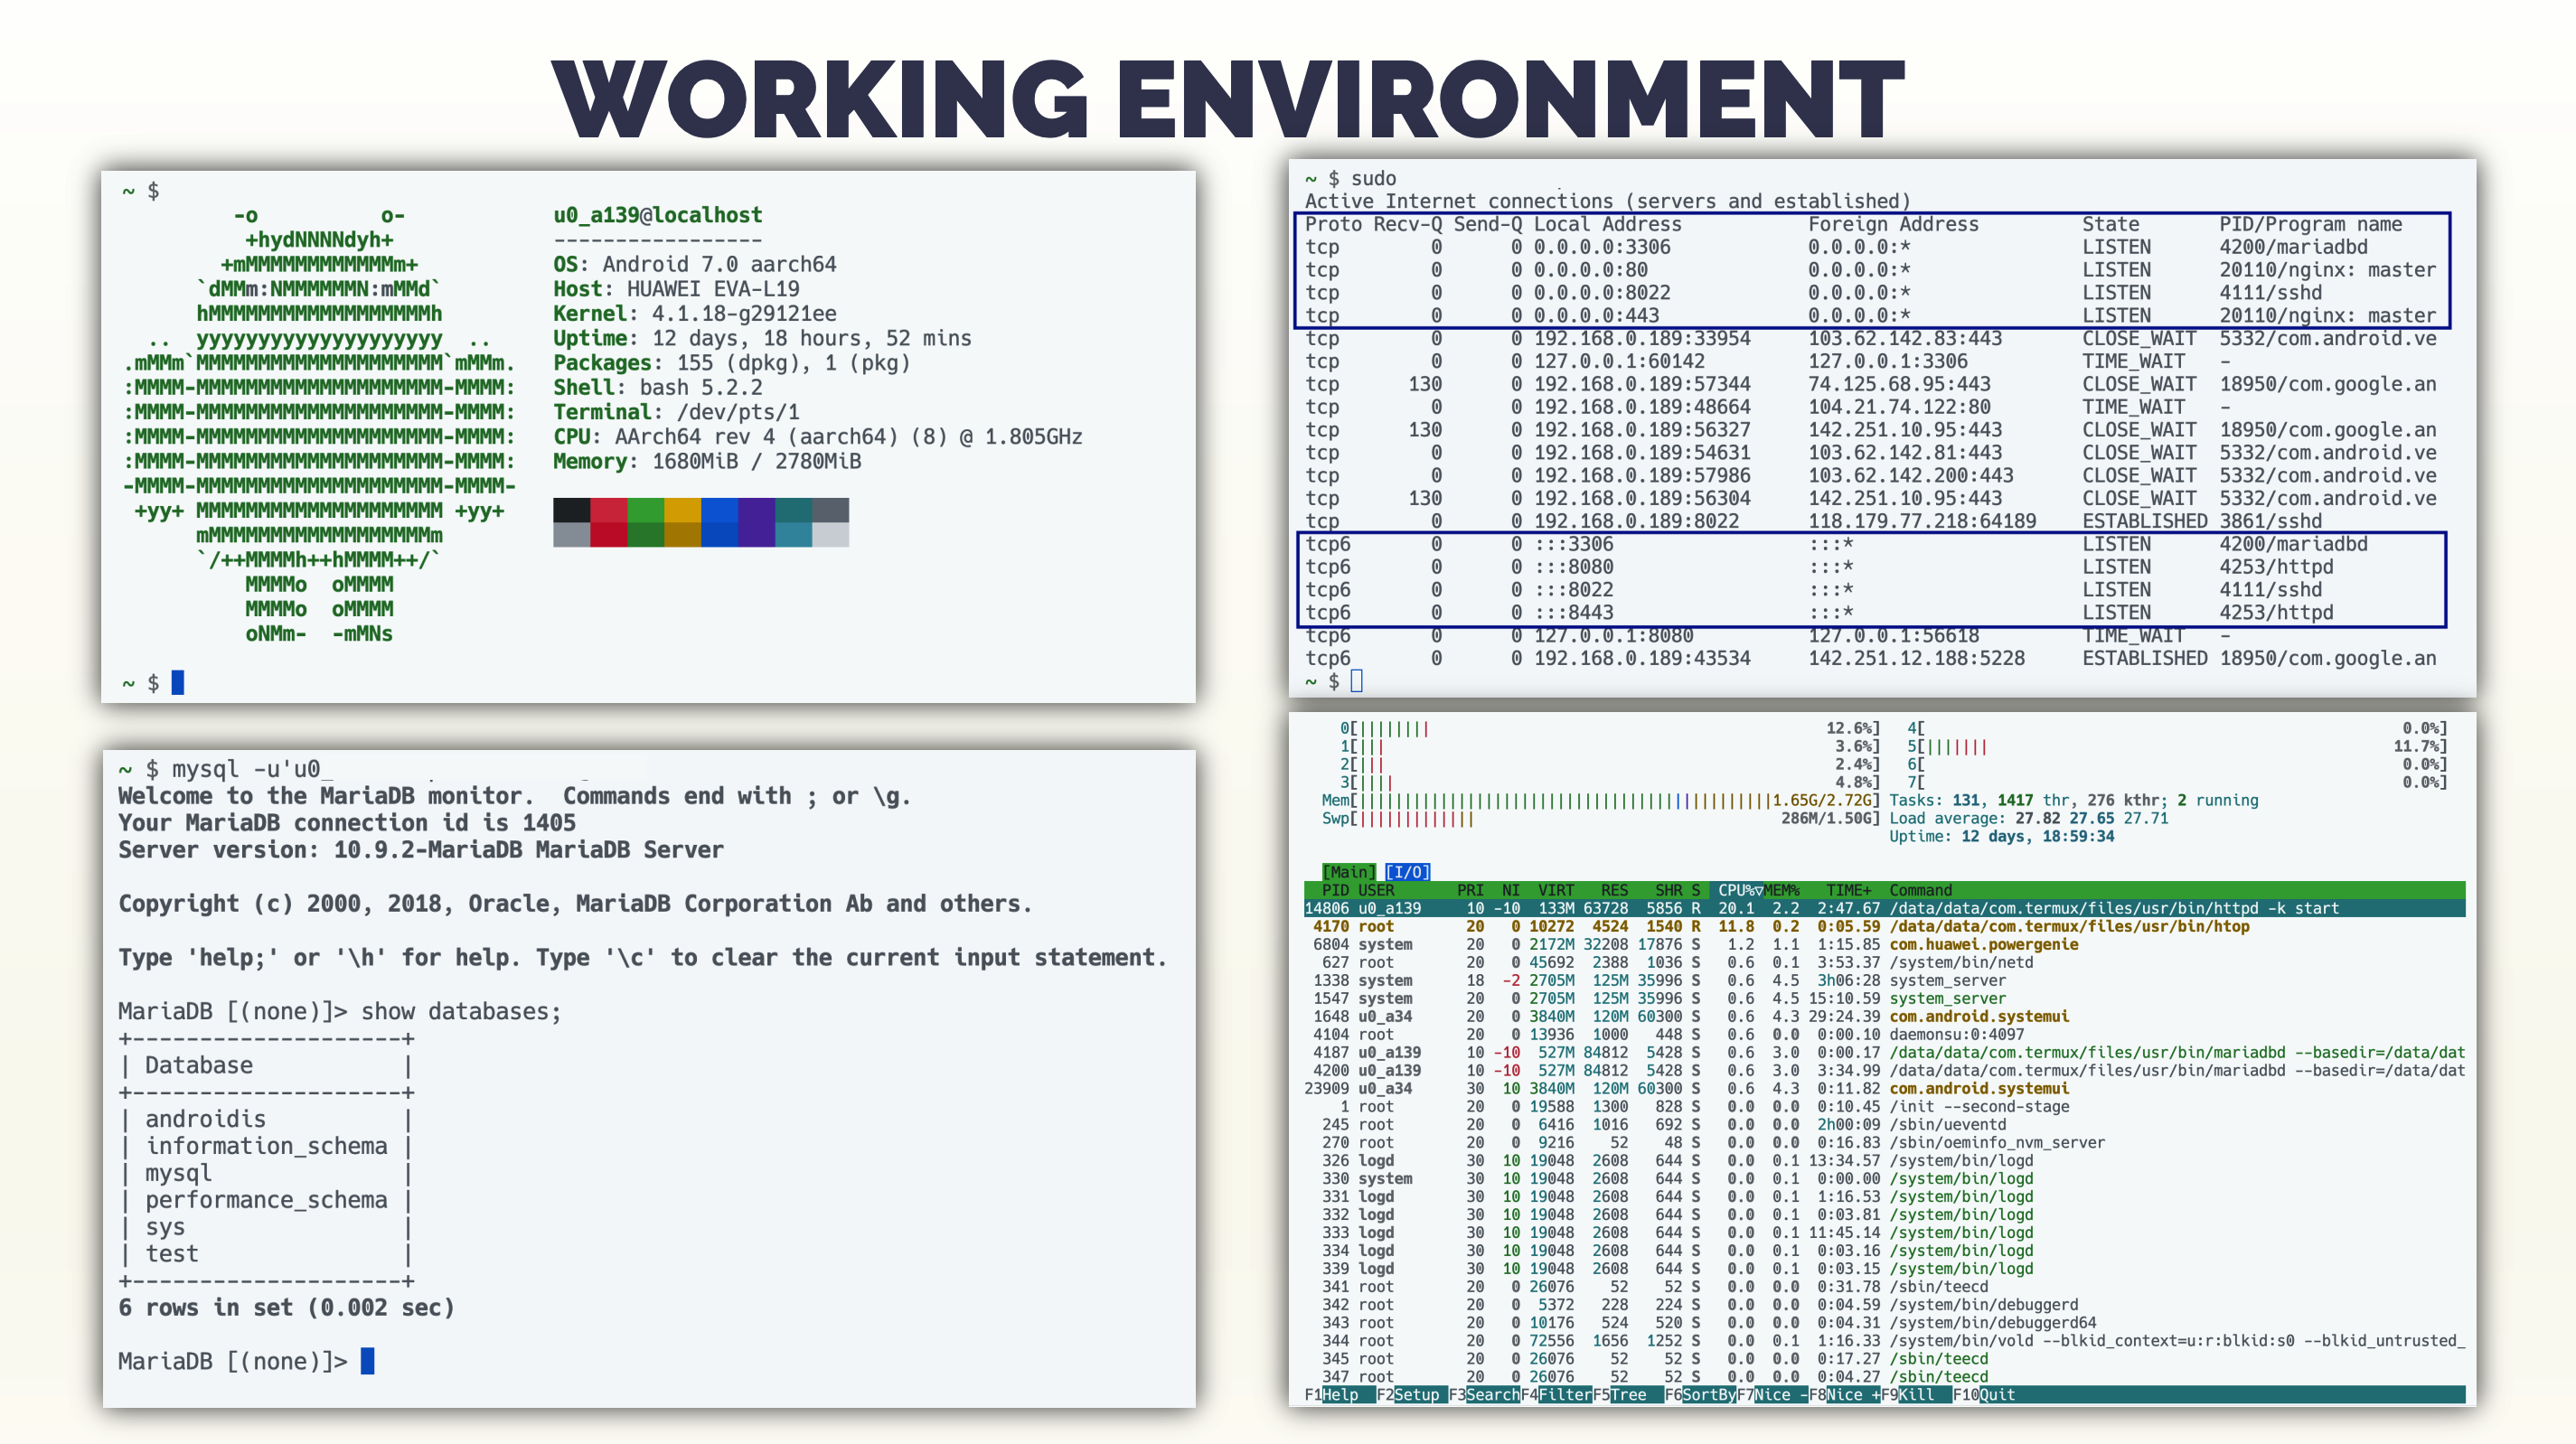 WORKING ENVIRONMENT
~ $
-o          o-
+hydNNNNdyh+
+mMMMMMMMMMMMMm+
`dMMm:NMMMMMMN:mMMd`
hMMMMMMMMMMMMMMMMMMh
..  yyyyyyyyyyyyyyyyyyyy  ..
.mMMm`MMMMMMMMMMMMMMMMMMMM`mMMm.
:MMMM-MMMMMMMMMMMMMMMMMMMM-MMMM:
:MMMM-MMMMMMMMMMMMMMMMMMMM-MMMM:
:MMMM-MMMMMMMMMMMMMMMMMMMM-MMMM:
:MMMM-MMMMMMMMMMMMMMMMMMMM-MMMM:
-MMMM-MMMMMMMMMMMMMMMMMMMM-MMMM-
+yy+ MMMMMMMMMMMMMMMMMMMM +yy+
mMMMMMMMMMMMMMMMMMMm
`/++MMMMh++hMMMM++/`
MMMMo  oMMMM
MMMMo  oMMMM
oNMm-  -mMNs
u0_a139@localhost
-----------------
OS: Android 7.0 aarch64
Host: HUAWEI EVA-L19
Kernel: 4.1.18-g29121ee
Uptime: 12 days, 18 hours, 52 mins
Packages: 155 (dpkg), 1 (pkg)
Shell: bash 5.2.2
Terminal: /dev/pts/1
CPU: AArch64 rev 4 (aarch64) (8) @ 1.805GHz
Memory: 1680MiB / 2780MiB
~ $
~ $ sudo
Active Internet connections (servers and established)
Proto Recv-Q Send-Q Local Address           Foreign Address         State       PID/Program name
tcp        0      0 0.0.0.0:3306            0.0.0.0:*               LISTEN      4200/mariadbd
tcp        0      0 0.0.0.0:80              0.0.0.0:*               LISTEN      20110/nginx: master
tcp        0      0 0.0.0.0:8022            0.0.0.0:*               LISTEN      4111/sshd
tcp        0      0 0.0.0.0:443             0.0.0.0:*               LISTEN      20110/nginx: master
tcp        0      0 192.168.0.189:33954     103.62.142.83:443       CLOSE_WAIT  5332/com.android.ve
tcp        0      0 127.0.0.1:60142         127.0.0.1:3306          TIME_WAIT   -
tcp      130      0 192.168.0.189:57344     74.125.68.95:443        CLOSE_WAIT  18950/com.google.an
tcp        0      0 192.168.0.189:48664     104.21.74.122:80        TIME_WAIT   -
tcp      130      0 192.168.0.189:56327     142.251.10.95:443       CLOSE_WAIT  18950/com.google.an
tcp        0      0 192.168.0.189:54631     103.62.142.81:443       CLOSE_WAIT  5332/com.android.ve
tcp        0      0 192.168.0.189:57986     103.62.142.200:443      CLOSE_WAIT  5332/com.android.ve
tcp      130      0 192.168.0.189:56304     142.251.10.95:443       CLOSE_WAIT  5332/com.android.ve
tcp        0      0 192.168.0.189:8022      118.179.77.218:64189    ESTABLISHED 3861/sshd
tcp6       0      0 :::3306                 :::*                    LISTEN      4200/mariadbd
tcp6       0      0 :::8080                 :::*                    LISTEN      4253/httpd
tcp6       0      0 :::8022                 :::*                    LISTEN      4111/sshd
tcp6       0      0 :::8443                 :::*                    LISTEN      4253/httpd
tcp6       0      0 127.0.0.1:8080          127.0.0.1:56618         TIME_WAIT   -
tcp6       0      0 192.168.0.189:43534     142.251.12.188:5228     ESTABLISHED 18950/com.google.an
~ $
~ $ mysql -u'u0_
Welcome to the MariaDB monitor.  Commands end with ; or \g.
Your MariaDB connection id is 1405
Server version: 10.9.2-MariaDB MariaDB Server
Copyright (c) 2000, 2018, Oracle, MariaDB Corporation Ab and others.
Type 'help;' or '\h' for help. Type '\c' to clear the current input statement.
MariaDB [(none)]> show databases;
+--------------------+
| Database           |
+--------------------+
| androidis          |
| information_schema |
| mysql              |
| performance_schema |
| sys                |
| test               |
+--------------------+
6 rows in set (0.002 sec)
MariaDB [(none)]>
0[||||||||          12.6%]   4[          0.0%]
1[|||          3.6%]   5[|||||||          11.7%]
2[|||          2.4%]   6[          0.0%]
3[||||          4.8%]   7[          0.0%]
Mem[||||||||||||||||||||||||||||||||||||||||||||||1.65G/2.72G] Tasks: 131, 1417 thr, 276 kthr; 2 running
Swp[|||||||||||||          286M/1.50G] Load average: 27.82 27.65 27.71
Uptime: 12 days, 18:59:34
[Main] [I/O]
PID USER       PRI  NI  VIRT   RES   SHR S  CPU%▽MEM%   TIME+  Command
14806 u0_a139     10 -10  133M 63728  5856 R  20.1  2.2  2:47.67 /data/data/com.termux/files/usr/bin/httpd -k start
4170 root        20   0 10272  4524  1540 R  11.8  0.2  0:05.59 /data/data/com.termux/files/usr/bin/htop
6804 system      20   0 2172M 32208 17876 S   1.2  1.1  1:15.85 com.huawei.powergenie
627 root        20   0 45692  2388  1036 S   0.6  0.1  3:53.37 /system/bin/netd
1338 system      18  -2 2705M  125M 35996 S   0.6  4.5  3h06:28 system_server
1547 system      20   0 2705M  125M 35996 S   0.6  4.5 15:10.59 system_server
1648 u0_a34      20   0 3840M  120M 60300 S   0.6  4.3 29:24.39 com.android.systemui
4104 root        20   0 13936  1000   448 S   0.6  0.0  0:00.10 daemonsu:0:4097
4187 u0_a139     10 -10  527M 84812  5428 S   0.6  3.0  0:00.17 /data/data/com.termux/files/usr/bin/mariadbd --basedir=/data/dat
4200 u0_a139     10 -10  527M 84812  5428 S   0.6  3.0  3:34.99 /data/data/com.termux/files/usr/bin/mariadbd --basedir=/data/dat
23909 u0_a34      30  10 3840M  120M 60300 S   0.6  4.3  0:11.82 com.android.systemui
1 root        20   0 19588  1300   828 S   0.0  0.0  0:10.45 /init --second-stage
245 root        20   0  6416  1016   692 S   0.0  0.0  2h00:09 /sbin/ueventd
270 root        20   0  9216    52    48 S   0.0  0.0  0:16.83 /sbin/oeminfo_nvm_server
326 logd        30  10 19048  2608   644 S   0.0  0.1 13:34.57 /system/bin/logd
330 system      30  10 19048  2608   644 S   0.0  0.1  0:00.00 /system/bin/logd
331 logd        30  10 19048  2608   644 S   0.0  0.1  1:16.53 /system/bin/logd
332 logd        30  10 19048  2608   644 S   0.0  0.1  0:03.81 /system/bin/logd
333 logd        30  10 19048  2608   644 S   0.0  0.1 11:45.14 /system/bin/logd
334 logd        30  10 19048  2608   644 S   0.0  0.1  0:03.16 /system/bin/logd
339 logd        30  10 19048  2608   644 S   0.0  0.1  0:03.15 /system/bin/logd
341 root        20   0 26076    52    52 S   0.0  0.0  0:31.78 /sbin/teecd
342 root        20   0  5372   228   224 S   0.0  0.0  0:04.59 /system/bin/debuggerd
343 root        20   0 10176   524   520 S   0.0  0.0  0:04.31 /system/bin/debuggerd64
344 root        20   0 72556  1656  1252 S   0.0  0.1  1:16.33 /system/bin/vold --blkid_context=u:r:blkid:s0 --blkid_untrusted_
345 root        20   0 26076    52    52 S   0.0  0.0  0:17.27 /sbin/teecd
347 root        20   0 26076    52    52 S   0.0  0.0  0:04.27 /sbin/teecd
F1Help  F2Setup F3SearchF4FilterF5Tree  F6SortByF7Nice -F8Nice +F9Kill  F10Quit